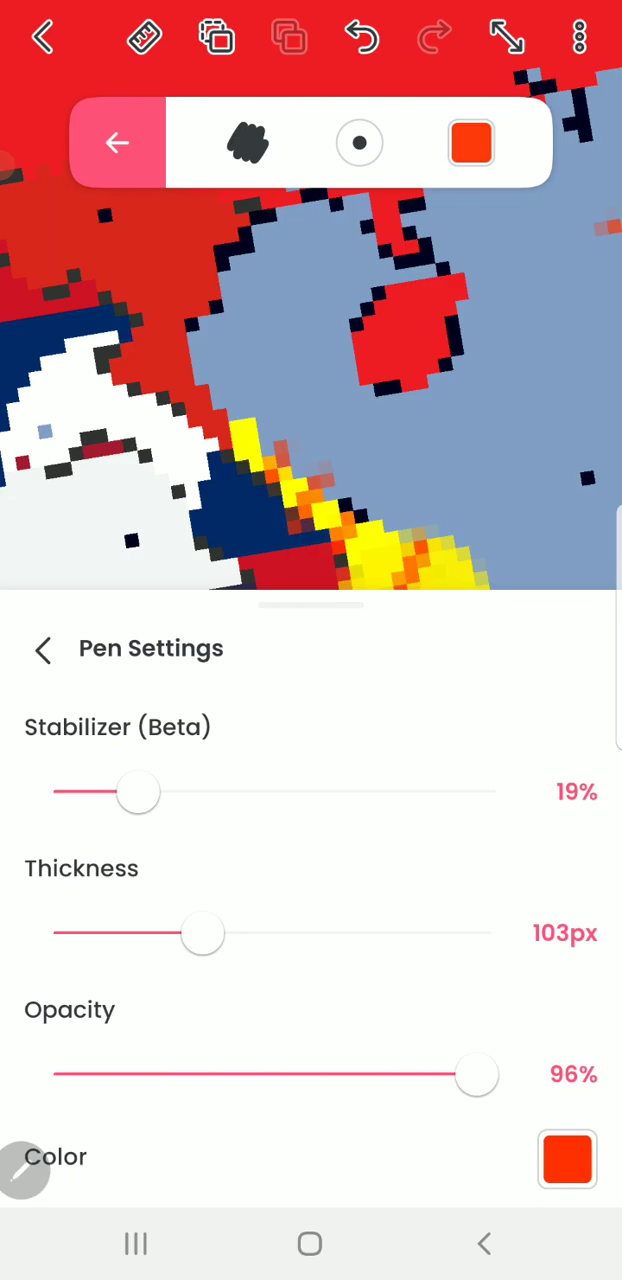 Pen Settings
Stabilizer (Beta)
19%
Thickness
103px
Opacity
96%
Color